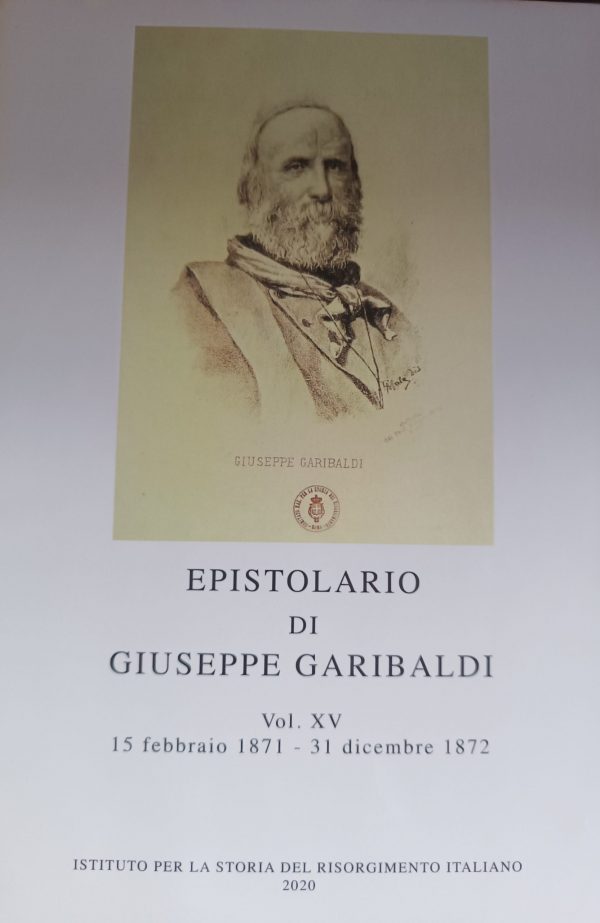 GIUSEPPE GARIBALDI
EPISTOLARIO
DI
GIUSEPPE GARIBALDI
Vol. XV
15 febbraio 1871 - 31 dicembre 1872
ISTITUTO PER LA STORIA DEL RISORGIMENTO ITALIANO
2020